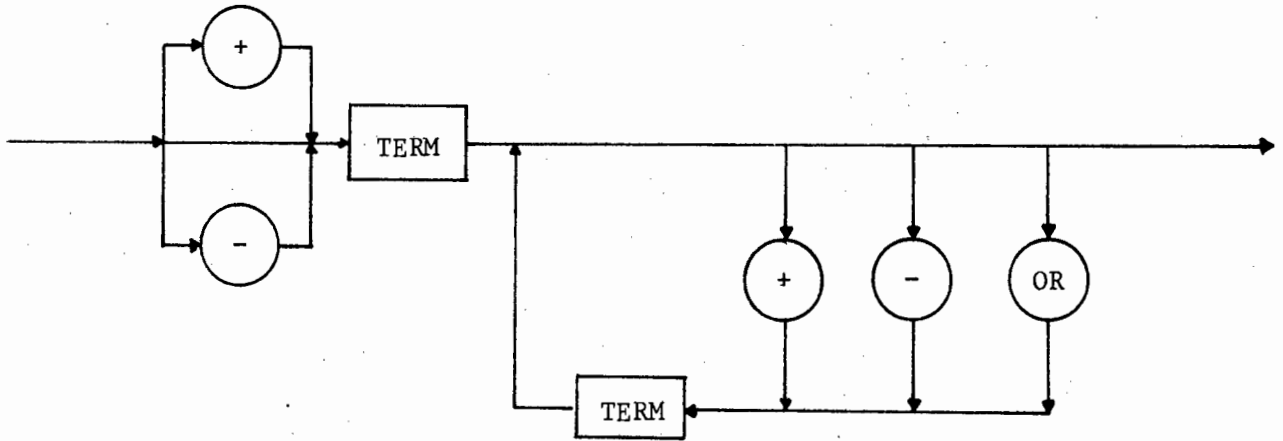 +
TERM
-
+ - OR
TERM